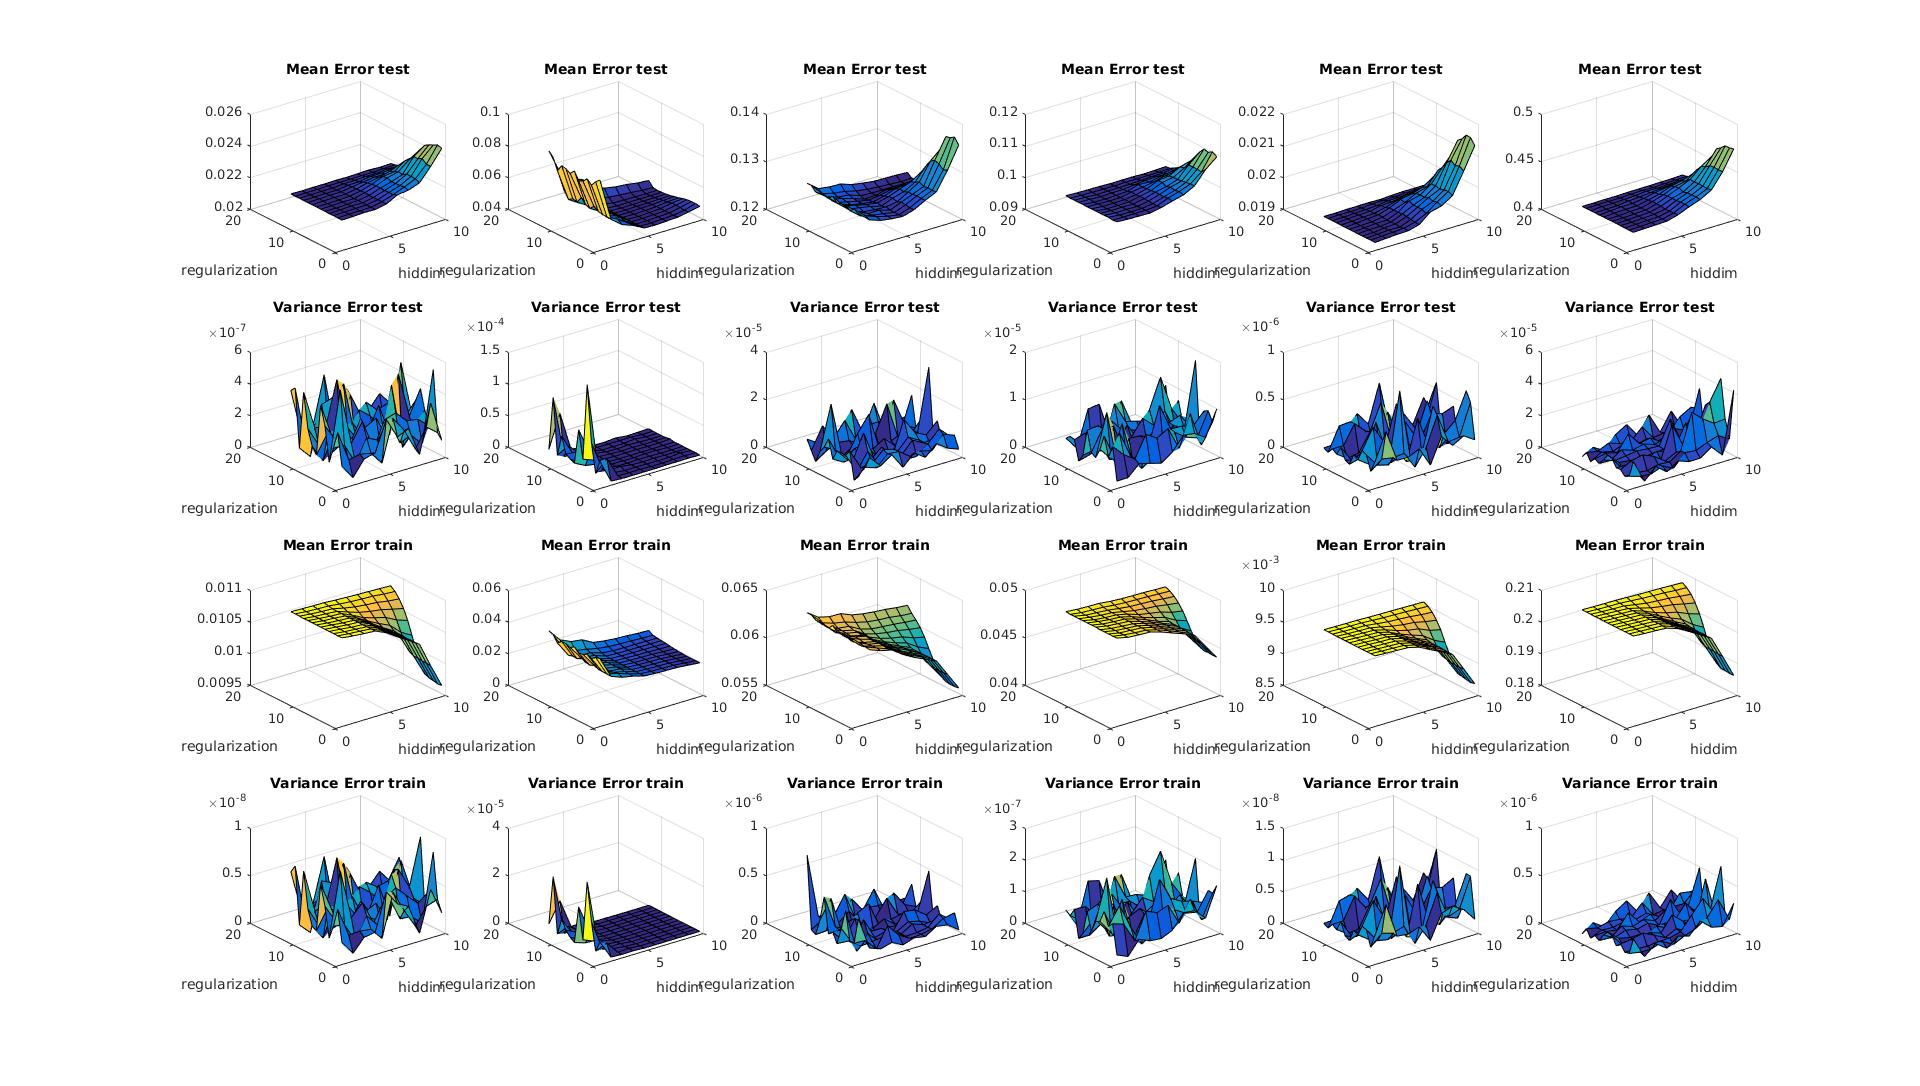 Mean Error test Mean Error test Mean Error test Mean Error test Mean Error test Mean Error test
0.026 0.1 0.14 0.12 0.022 0.5
0.024 0.08 0.11 0.021
0.022 0.06 0.13 0.1 0.02 0.45
0.02 0.04 0.12 0.09 0.019 0.4
20 10 20 10 20 10 20 10 20 10 20 10
10 5 10 5 10 5 10 5 10 5 10 5
0 0 0 0 0 0 0 0 0 0 0 0
regularization hiddim regularization hiddim regularization hiddim regularization hiddim regularization hiddim regularization hiddim
Variance Error test Variance Error test Variance Error test Variance Error test Variance Error test Variance Error test
×10-7 ×10-4 ×10-5 ×10-5 ×10-6 ×10-5
6 1.5 4 2 1 6
4 1 4
2 0.5 2 1 0.5 2
0 0 0 0 0 0
20 10 20 10 20 10 20 10 20 10 20 10
10 5 10 5 10 5 10 5 10 5 10 5
0 0 0 0 0 0 0 0 0 0 0 0
regularization hiddim regularization hiddim regularization hiddim regularization hiddim regularization hiddim regularization hiddim
Mean Error train Mean Error train Mean Error train Mean Error train Mean Error train Mean Error train
×10-3
0.011 0.06 0.065 0.05 10 0.21
0.0105 0.04 9.5 0.2
0.01 0.02 0.06 0.045 9 0.19
0.0095 0 0.055 0.04 8.5 0.18
20 10 20 10 20 10 20 10 20 10 20 10
10 5 10 5 10 5 10 5 10 5 10 5
0 0 0 0 0 0 0 0 0 0 0 0
regularization hiddim regularization hiddim regularization hiddim regularization hiddim regularization hiddim regularization hiddim
Variance Error train Variance Error train Variance Error train Variance Error train Variance Error train Variance Error train
×10-8 ×10-5 ×10-6 ×10-7 ×10-8 ×10-6
1 4 1 3 1.5 1
2 1
0.5 2 0.5 1 0.5 0.5
0 0 0 0 0 0
20 10 20 10 20 10 20 10 20 10 20 10
10 5 10 5 10 5 10 5 10 5 10 5
0 0 0 0 0 0 0 0 0 0 0 0
regularization hiddim regularization hiddim regularization hiddim regularization hiddim regularization hiddim regularization hiddim